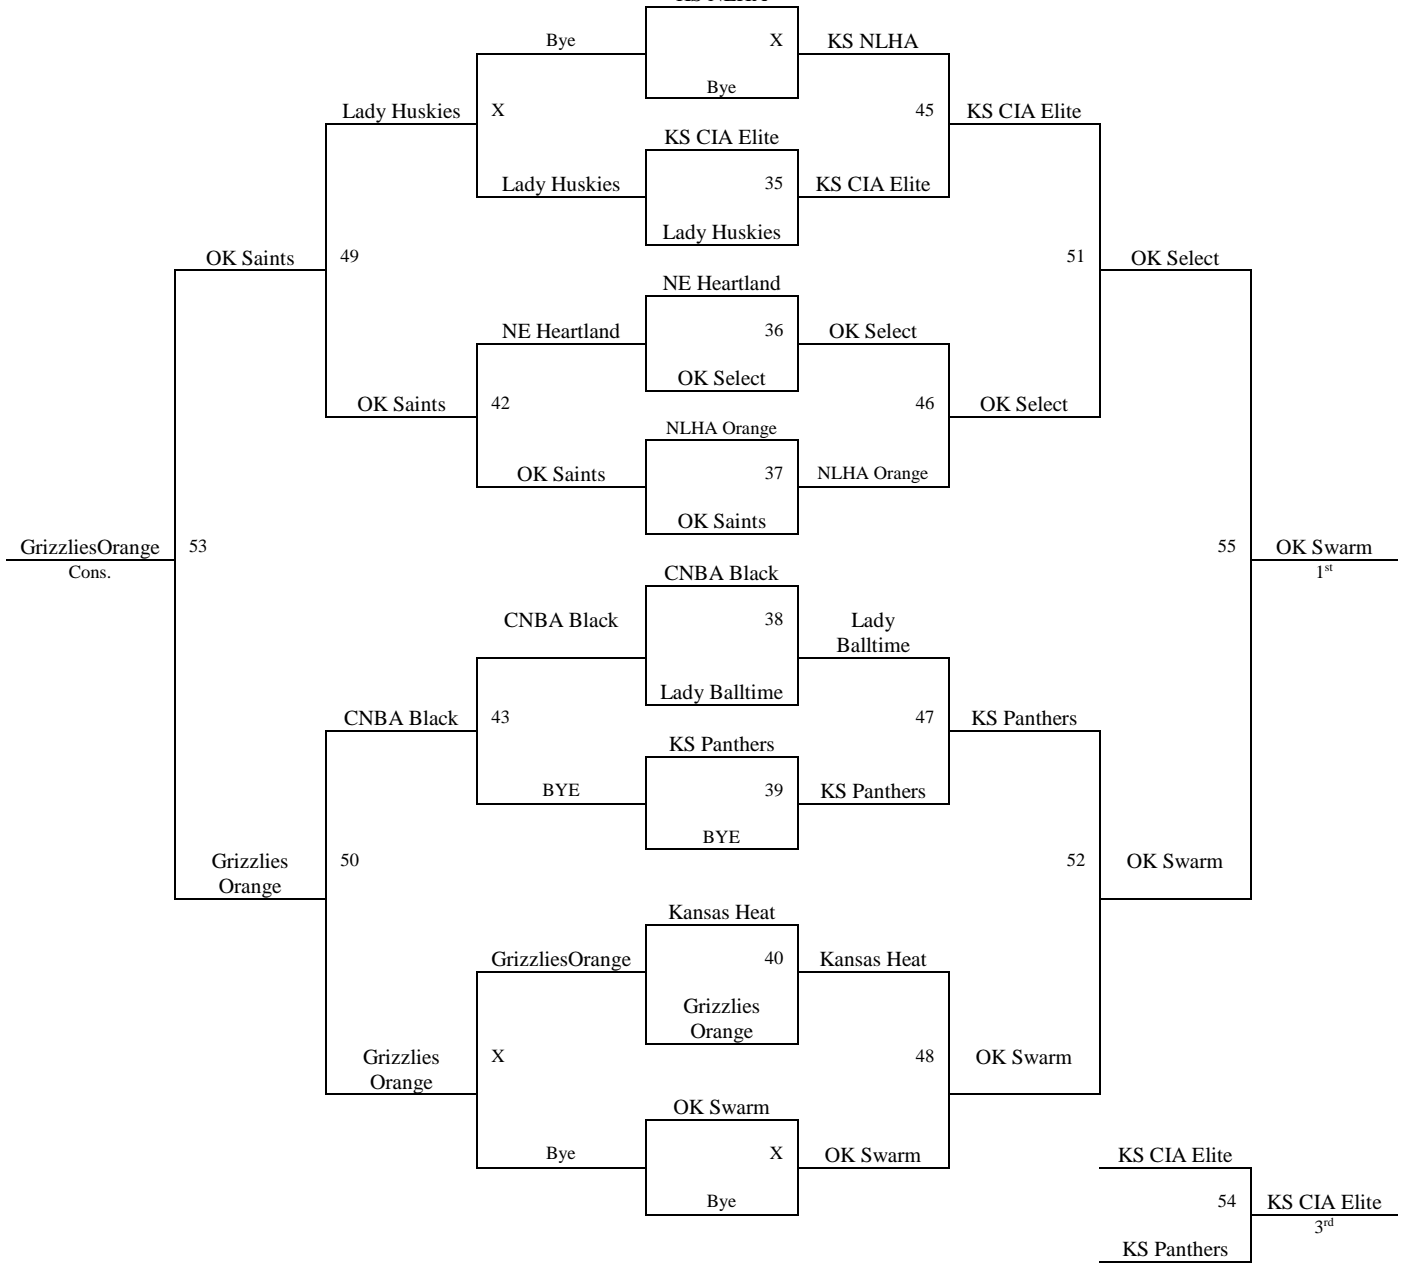 KS NLHA
Bye
X
KS NLHA
Bye
Lady Huskies
X
45
KS CIA Elite
KS CIA Elite
Lady Huskies
35
KS CIA Elite
Lady Huskies
OK Saints
49
51
OK Select
NE Heartland
NE Heartland
36
OK Select
OK Select
OK Saints
42
46
OK Select
NLHA Orange
OK Saints
37
NLHA Orange
OK Saints
GrizzliesOrange
53
55
OK Swarm
Cons.
1st
CNBA Black
CNBA Black
38
Lady
Balltime
Lady Balltime
CNBA Black
43
47
KS Panthers
KS Panthers
BYE
39
KS Panthers
BYE
Grizzlies
Orange
50
52
OK Swarm
Kansas Heat
GrizzliesOrange
40
Kansas Heat
Grizzlies
Orange
Grizzlies
Orange
X
48
OK Swarm
OK Swarm
Bye
X
OK Swarm
Bye
KS CIA Elite
54
KS CIA Elite
3rd
KS Panthers